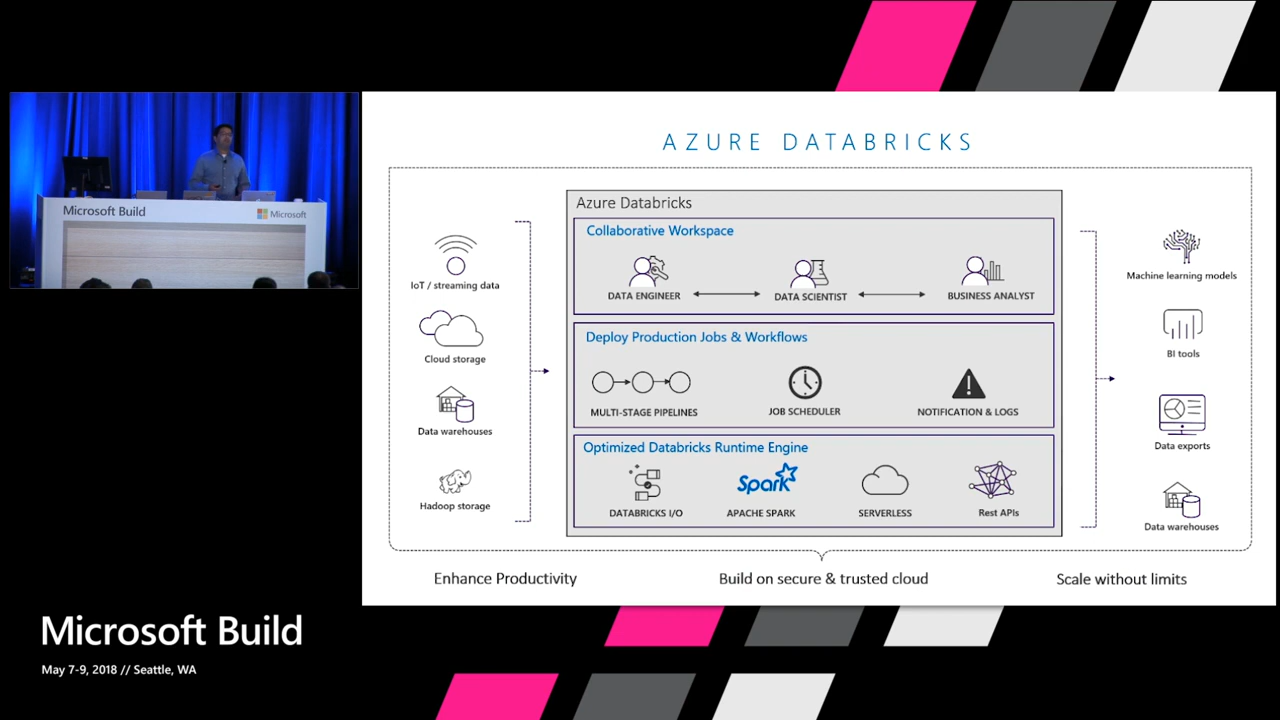 AZURE DATABRICKS
Microsoft Build
Microsoft
IoT / streaming data
Cloud storage
Data warehouses
Hadoop storage
Azure Databricks
Collaborative Workspace
DATA ENGINEER
DATA SCIENTIST
BUSINESS ANALYST
Deploy Production Jobs & Workflows
MULTI-STAGE PIPELINES
JOB SCHEDULER
NOTIFICATION & LOGS
Optimized Databricks Runtime Engine
Spark
DATABRICKS I/O
APACHE SPARK
SERVERLESS
Rest APIs
Machine learning models
BI tools
Data exports
Data warehouses
Enhance Productivity
Build on secure & trusted cloud
Scale without limits
Microsoft Build
May 7-9, 2018 // Seattle, WA